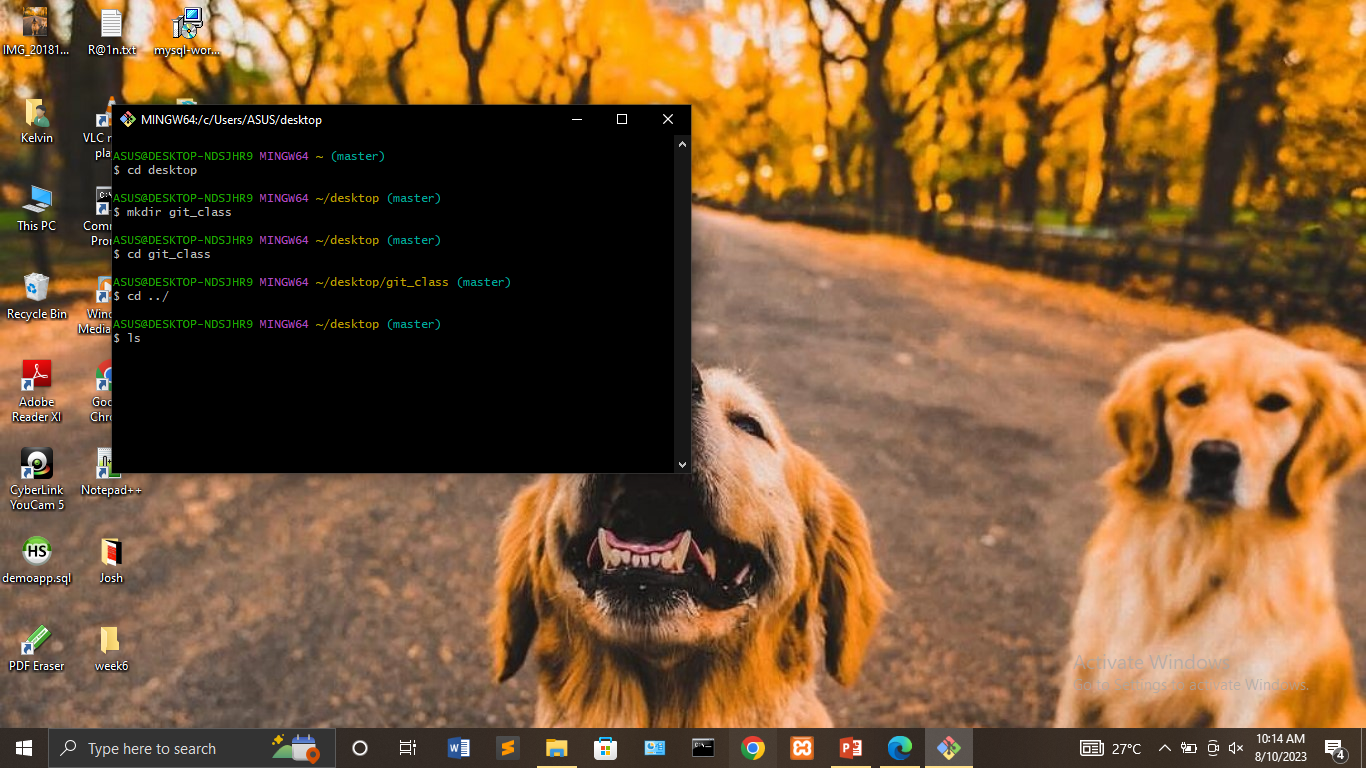 IMG_20181...
R@1n.txt
mysql-wor...
Kelvin
VLC
pla
This PC
Com
Pro
Recycle Bin
Wind
Media
Adobe
Reader XI
Goo
Chro
CyberLink
YouCam 5
Notepad++
HS
demoapp.sql
Josh
PDF Eraser
week6
MINGW64:/c/Users/ASUS/desktop
ASUS@DESKTOP-NDSJHR9 MINGW64 ~ (master)
$ cd desktop
ASUS@DESKTOP-NDSJHR9 MINGW64 ~/desktop (master)
$ mkdir git_class
ASUS@DESKTOP-NDSJHR9 MINGW64 ~/desktop (master)
$ cd git_class
ASUS@DESKTOP-NDSJHR9 MINGW64 ~/desktop/git_class (master)
$ cd ../
ASUS@DESKTOP-NDSJHR9 MINGW64 ~/desktop (master)
$ ls
Activate Windows
Go to Settings to activate Windows.
Type here to search
27°C
10:14 AM
8/10/2023
4